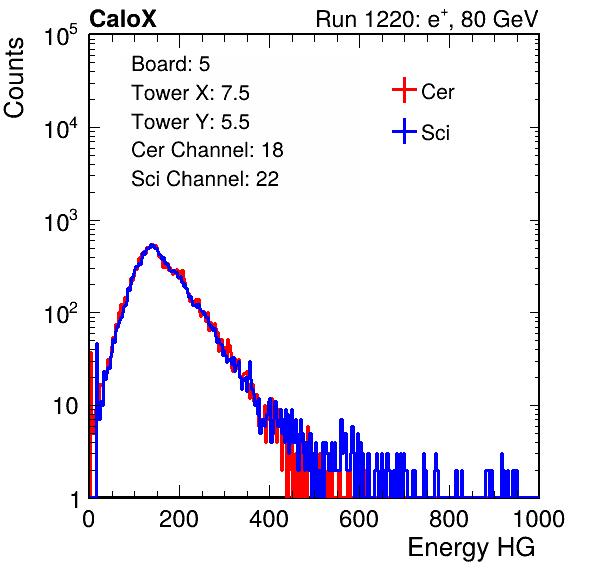 CaloX Run 1220: e⁺, 80 GeV
Counts
Board: 5
Tower X: 7.5
Tower Y: 5.5
Cer Channel: 18
Sci Channel: 22
Cer
Sci
10⁵
10⁴
10³
10²
10
1
0 200 400 600 800 1000
Energy HG